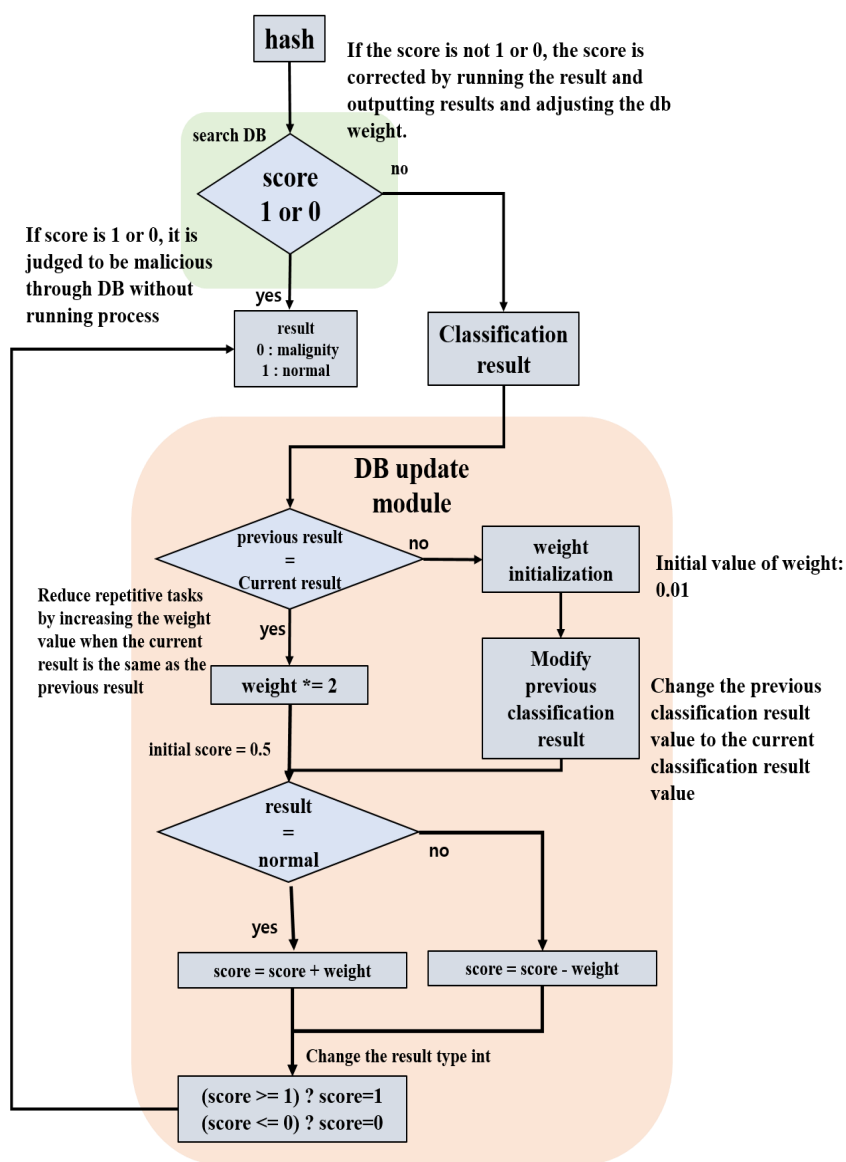 hash
If the score is not 1 or 0, the score is
corrected by running the result and
outputting results and adjusting the db
weight.
search DB
score
1 or 0
no
If score is 1 or 0, it is
judged to be malicious
through DB without
running process
yes
result
0 : malignity
1 : normal
Classification
result
DB update
module
previous result
=
Current result
no
weight
initialization
Initial value of weight:
0.01
Reduce repetitive tasks
by increasing the weight
value when the current
result is the same as the
previous result
yes
weight *= 2
Modify
previous
classification
result
Change the previous
classification result
value to the current
classification result
value
initial score = 0.5
result
=
normal
no
yes
score = score + weight
score = score - weight
Change the result type int
(score >= 1) ? score=1
(score <= 0) ? score=0